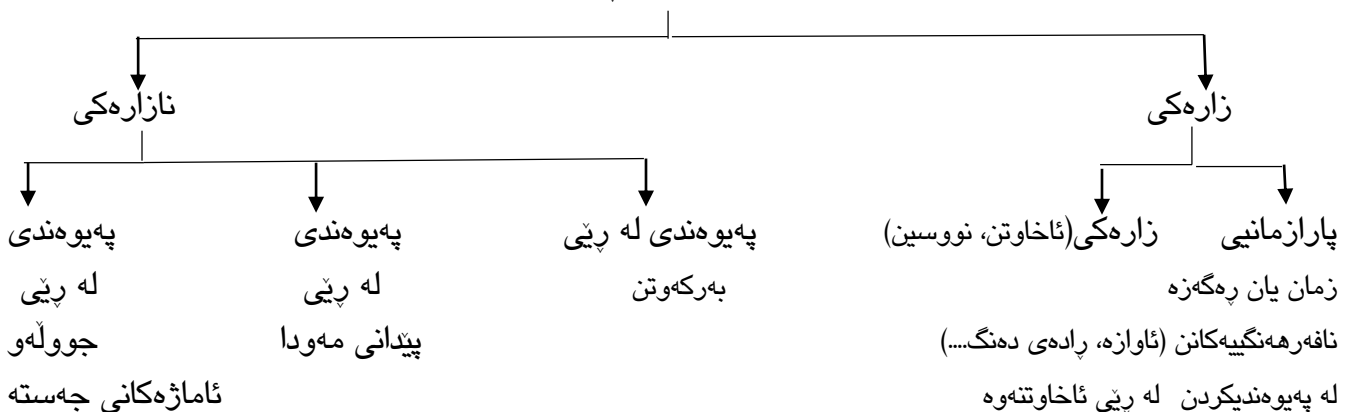 زارەکی نازارەکی
پارازمانیی زارەکی(ئاخاوتن، نووسین) پەیوەندی لە ڕێی پەیوەندی پەیوەندی
زمان یان ڕەگەزە بەرکەوتن لە ڕێی لە ڕێی
نافەرهەنگییەکانن (ئاوازە، ڕادەی دەنگ....) پێدانی مەودا جووڵەو
لە پەیوەندیکردن لە ڕێی ئاخاوتنەوە ئاماژەکانی جەستە